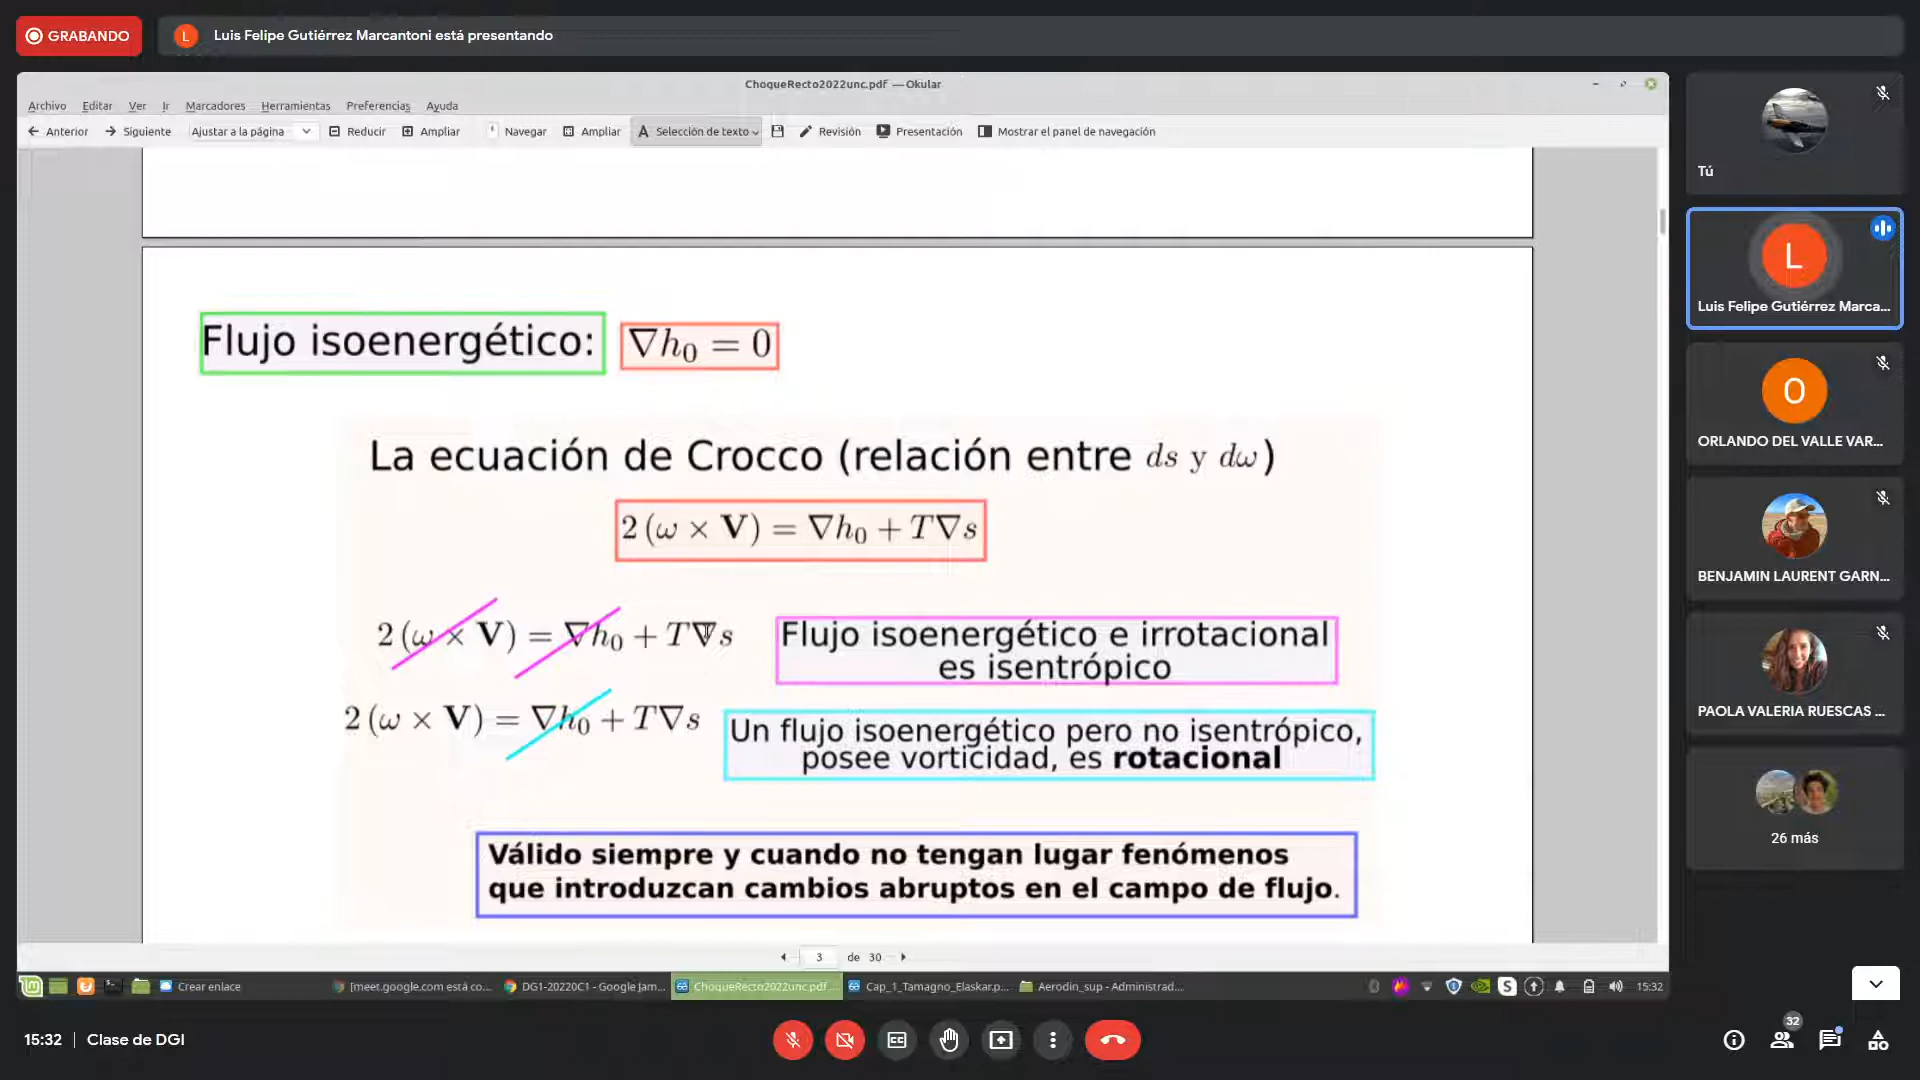 GRABANDO
L
Luis Felipe Gutiérrez Marcantoni está presentando
ChoqueRecto2022unc.pdf — Okular
Archivo Editar Ver Ir Marcadores Herramientas Preferencias Ayuda
Anterior Siguiente Ajustar a la página Reducir Ampliar Navegar Ampliar Selección de texto Revisión Presentación Mostrar el panel de navegación
Flujo isoenergético: ∇h₀ = 0
La ecuación de Crocco (relación entre ds y dω)
2 (ω × V) = ∇h₀ + T∇s
2 (ω × V) = ∇h₀ + T∇s
Flujo isoenergético e irrotacional
es isentrópico
2 (ω × V) = ∇h₀ + T∇s
Un flujo isoenergético pero no isentrópico,
posee vorticidad, es rotacional
Válido siempre y cuando no tengan lugar fenómenos
que introduzcan cambios abruptos en el campo de flujo.
3 de 30
Crear enlace [meet.google.com está co... DG1-20220C1 - Google Jam... ChoqueRecto2022unc.pdf... Cap_1_Tamagno_Elaskar.p... Aerodin_sup - Administrad... S 15:32
Tú
L
Luis Felipe Gutiérrez Marca...
O
ORLANDO DEL VALLE VAR...
BENJAMIN LAURENT GARN...
PAOLA VALERIA RUESCAS ...
26 más
15:32 | Clase de DGI
32